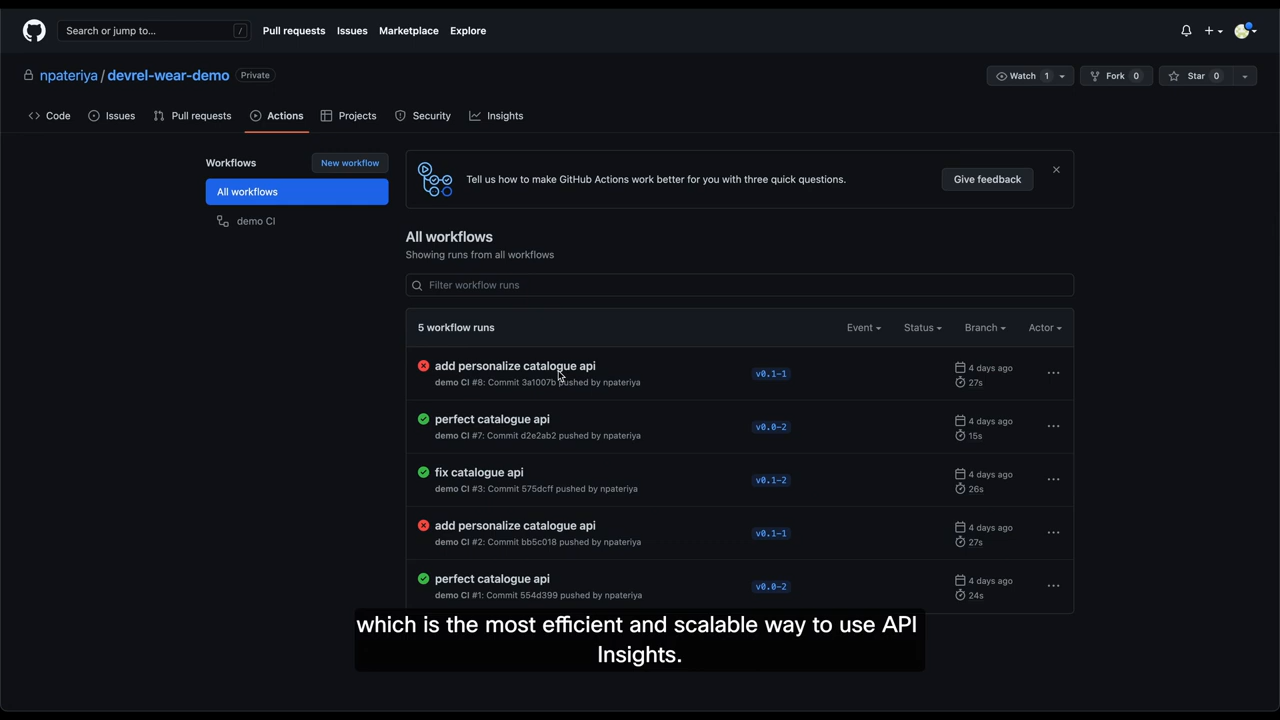 Search or jump to... /
Pull requests Issues Marketplace Explore
npateriya / devrel-wear-demo Private
Watch 1 Fork 0 Star 0
Code Issues Pull requests Actions Projects Security Insights
Workflows New workflow
All workflows
demo CI
Tell us how to make GitHub Actions work better for you with three quick questions. Give feedback
All workflows
Showing runs from all workflows
Filter workflow runs
5 workflow runs Event Status Branch Actor
add personalize catalogue api
demo CI #8: Commit 3a1007b pushed by npateriya
v0.1-1
4 days ago
27s
perfect catalogue api
demo CI #7: Commit d2e2ab2 pushed by npateriya
v0.0-2
4 days ago
15s
fix catalogue api
demo CI #3: Commit 575dcff pushed by npateriya
v0.1-2
4 days ago
26s
add personalize catalogue api
demo CI #2: Commit bb5c018 pushed by npateriya
v0.1-1
4 days ago
27s
perfect catalogue api
demo CI #1: Commit 554d399 pushed by npateriya
v0.0-2
4 days ago
24s
which is the most efficient and scalable way to use API
Insights.